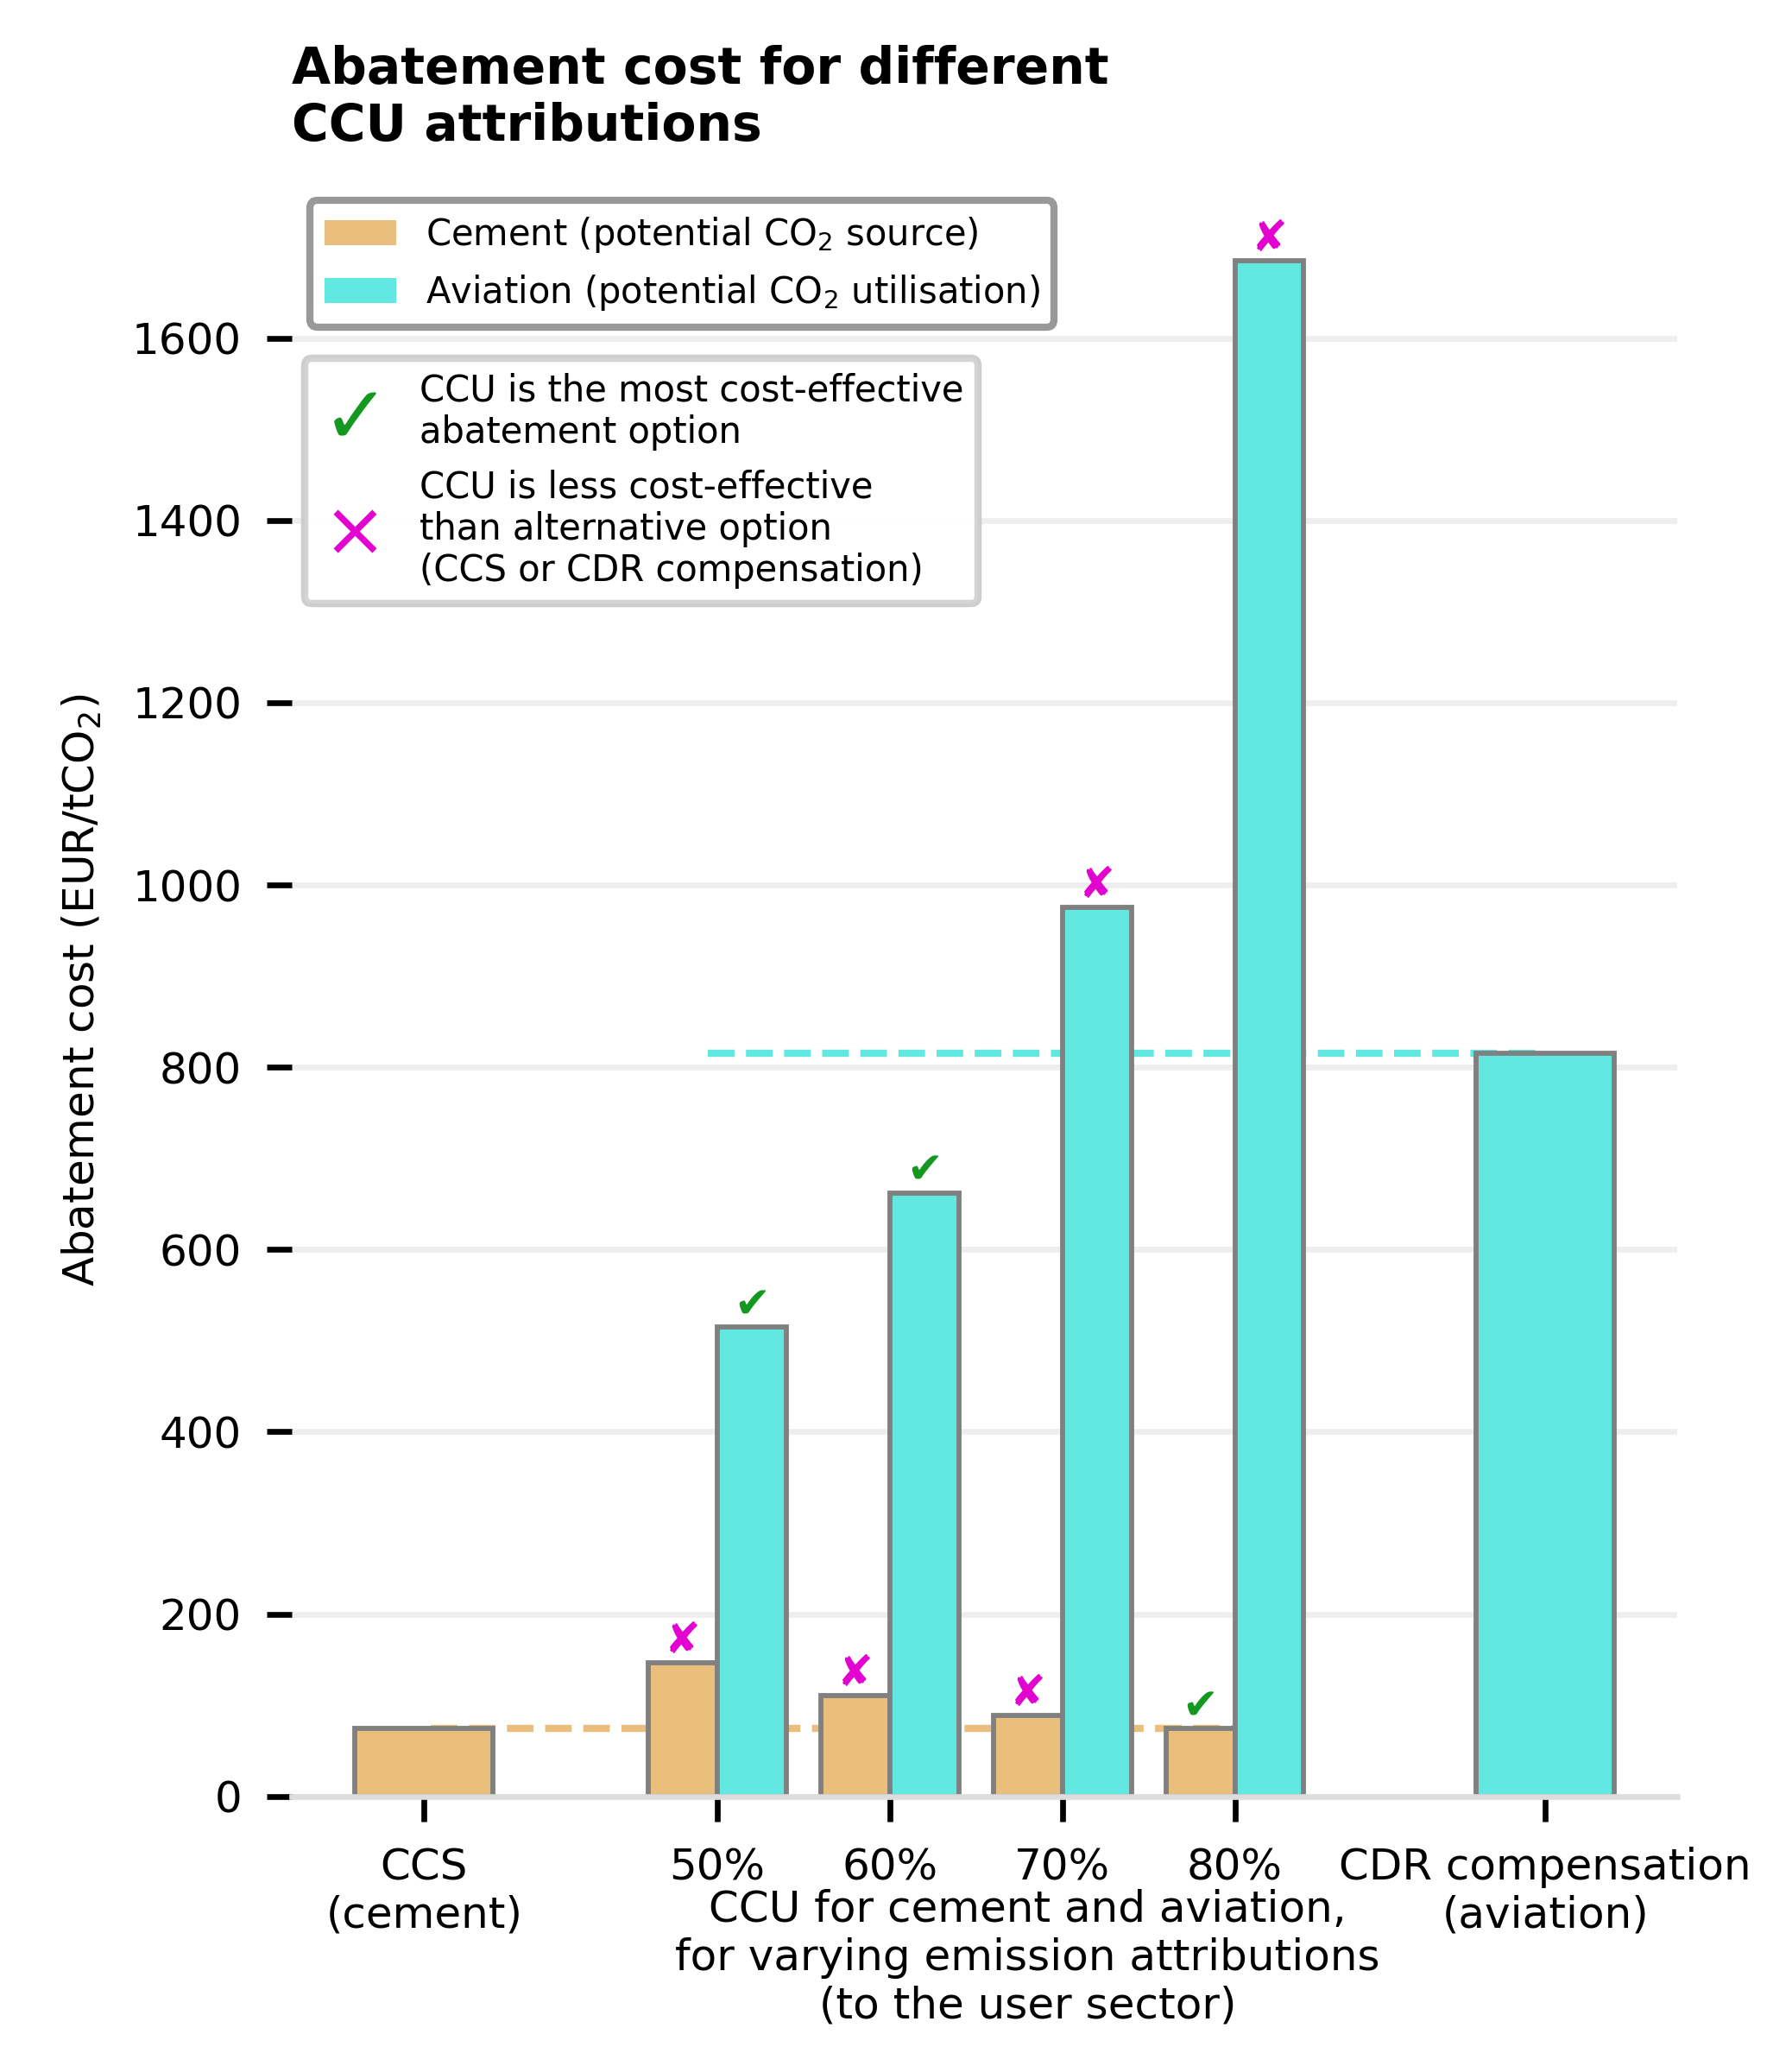 Abatement cost for different
CCU attributions
Cement (potential CO₂ source)
Aviation (potential CO₂ utilisation)
✓ CCU is the most cost-effective
abatement option
CCU is less cost-effective
✕ than alternative option
(CCS or CDR compensation)
Abatement cost (EUR/tCO₂)
1600
1400
1200
1000
800
600
400
200
0
CCS
(cement)
50% 60% 70% 80%
CCU for cement and aviation,
for varying emission attributions
(to the user sector)
CDR compensation
(aviation)